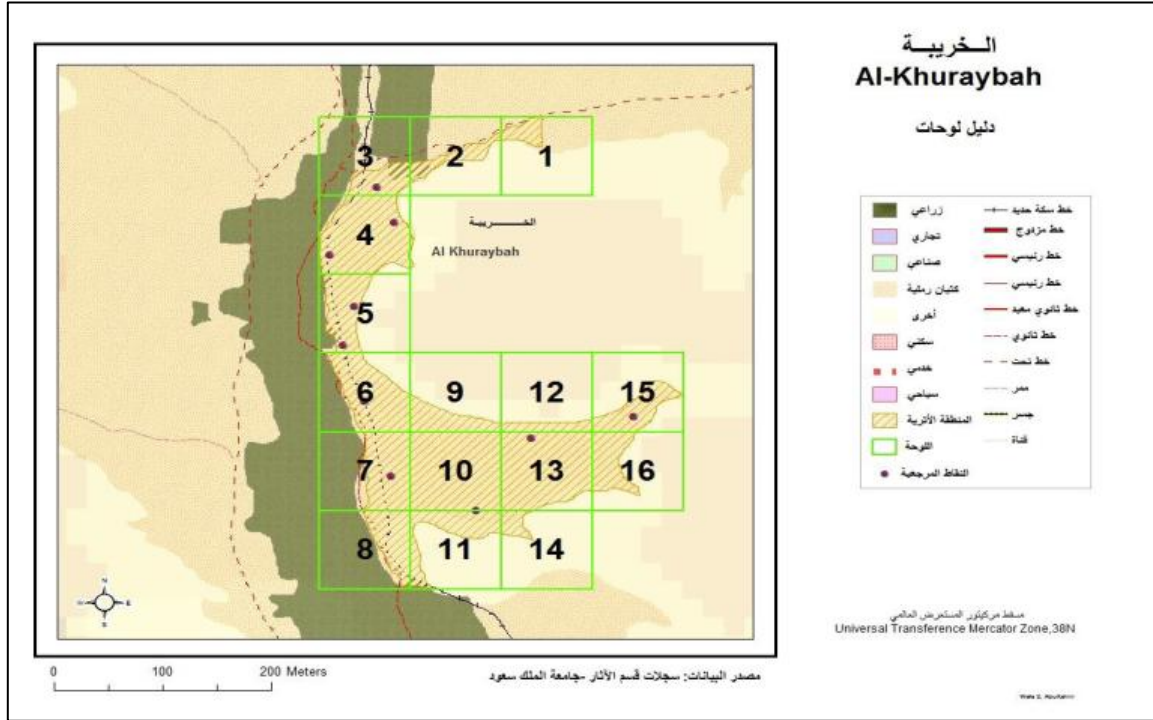 الــخريبــة
Al-Khuraybah
دليل لوحات
3
2
1
4
الخــــريبــة
Al Khuraybah
5
6
9
12
15
7
10
13
16
8
11
14
زراعي
تجاري
صناعي
كثبان رملية
أخرى
سكني
خدمي
سياحي
المنطقة الأثرية
اللوحة
النقاط المرجعية
خط سكة حديد
خط مزدوج
خط رئيسي
خط رئيسي
خط ثانوي معبد
خط ثانوي
خط تحت
ممر
جسر
قناة
N
E
S
مسقط مركيتور المستعرض العالمي
Universal Transference Mercator Zone,38N
0 100 200 Meters
مصدر البيانات: سجلات قسم الآثار -جامعة الملك سعود